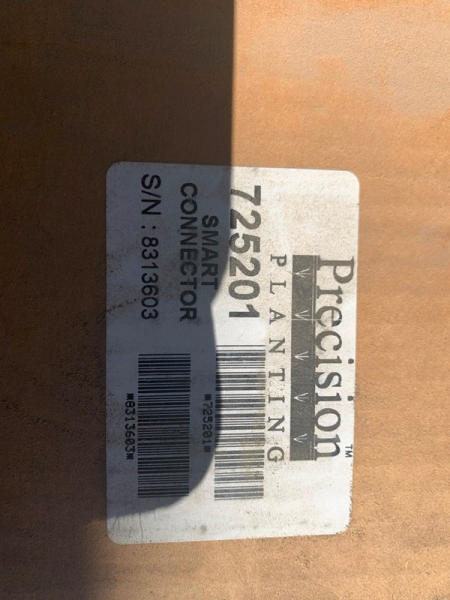 Precision™
PLANTING
725201
*725201*
SMART
CONNECTOR
S/N : 8313603
*8313603*